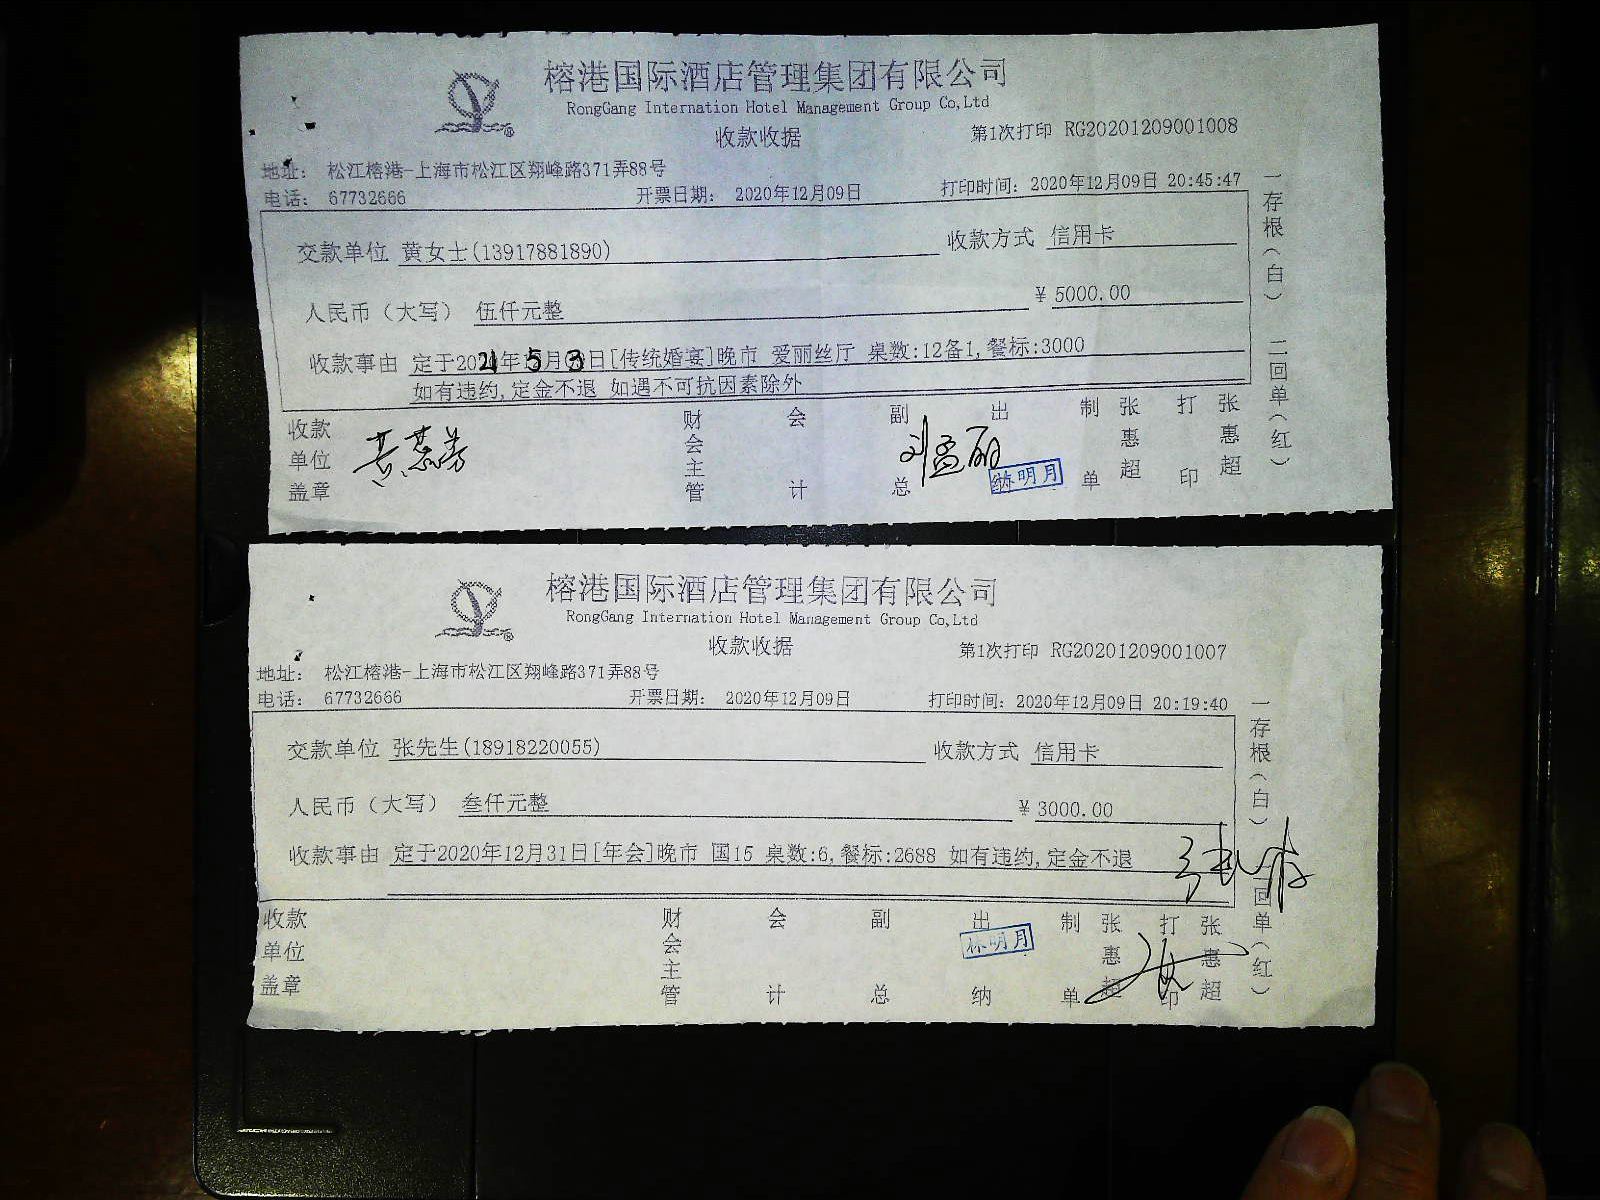 榕港国际酒店管理集团有限公司
RongGang Internation Hotel Management Group Co,Ltd
收款收据
第1次打印 RG20201209001008
地址: 松江榕港-上海市松江区翔峰路371弄88号
电话: 67732666
开票日期: 2020年12月09日
打印时间: 2020年12月09日 20:45:47
交款单位 黄女士(13917881890)
收款方式 信用卡
人民币(大写) 伍仟元整
¥ 5000.00
收款事由 定于2021年5月3日[传统婚宴]晚市 爱丽丝厅 桌数:12备1,餐标:3000
如有违约,定金不退 如遇不可抗因素除外
收款单位盖章
财会主管
会计
副总
刘孟丽
出纳
林明月
制单 张惠超
打印 张惠超
一存根(白) 二回单(红)
榕港国际酒店管理集团有限公司
RongGang Internation Hotel Management Group Co,Ltd
收款收据
第1次打印 RG20201209001007
地址: 松江榕港-上海市松江区翔峰路371弄88号
电话: 67732666
开票日期: 2020年12月09日
打印时间: 2020年12月09日 20:19:40
交款单位 张先生(18918220055)
收款方式 信用卡
人民币(大写) 叁仟元整
¥ 3000.00
收款事由 定于2020年12月31日[年会]晚市 国15 桌数:6,餐标:2688 如有违约,定金不退
收款单位盖章
财会主管
会计
副总
出纳
林明月
制单 张惠超
打印 张惠超
一存根(白) 二回单(红)